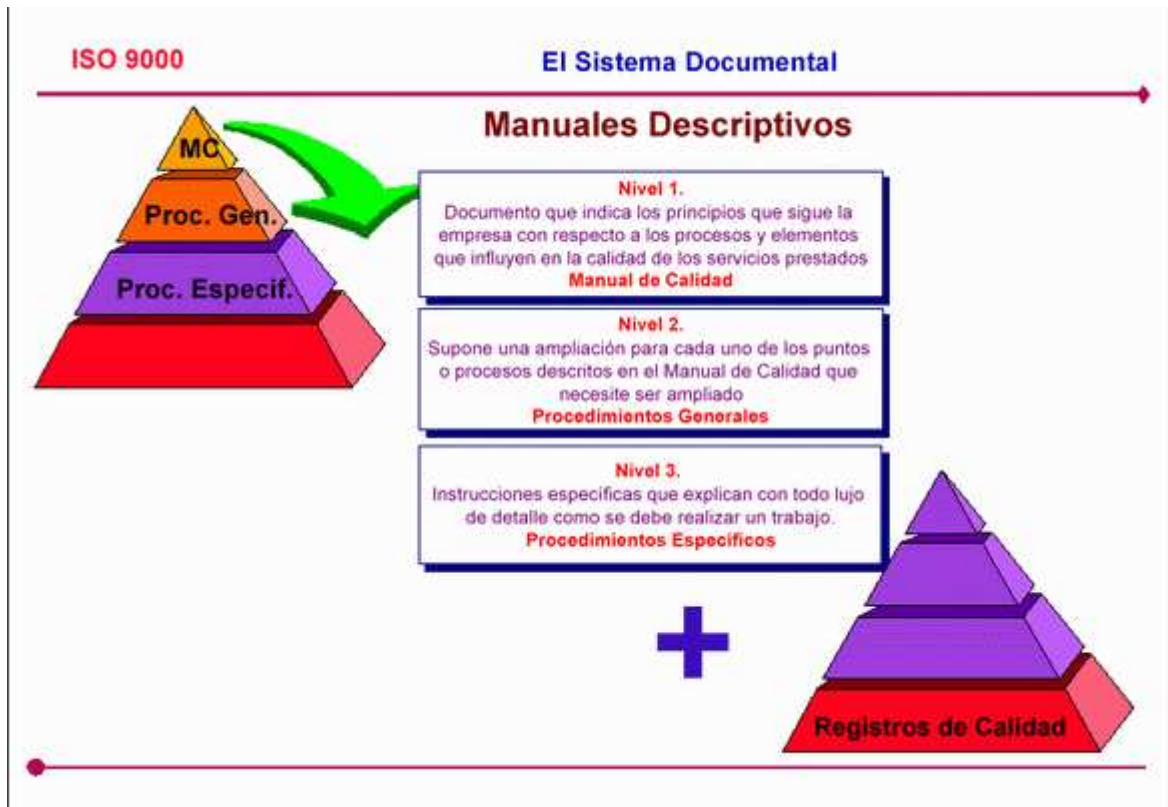 ISO 9000
El Sistema Documental
Manuales Descriptivos
MC
Proc. Gen.
Proc. Especif.
Nivel 1.
Documento que indica los principios que sigue la
empresa con respecto a los procesos y elementos
que influyen en la calidad de los servicios prestados
Manual de Calidad
Nivel 2.
Supone una ampliación para cada uno de los puntos
o procesos descritos en el Manual de Calidad que
necesite ser ampliado
Procedimientos Generales
Nivel 3.
Instrucciones específicas que explican con todo lujo
de detalle como se debe realizar un trabajo.
Procedimientos Específicos
Registros de Calidad